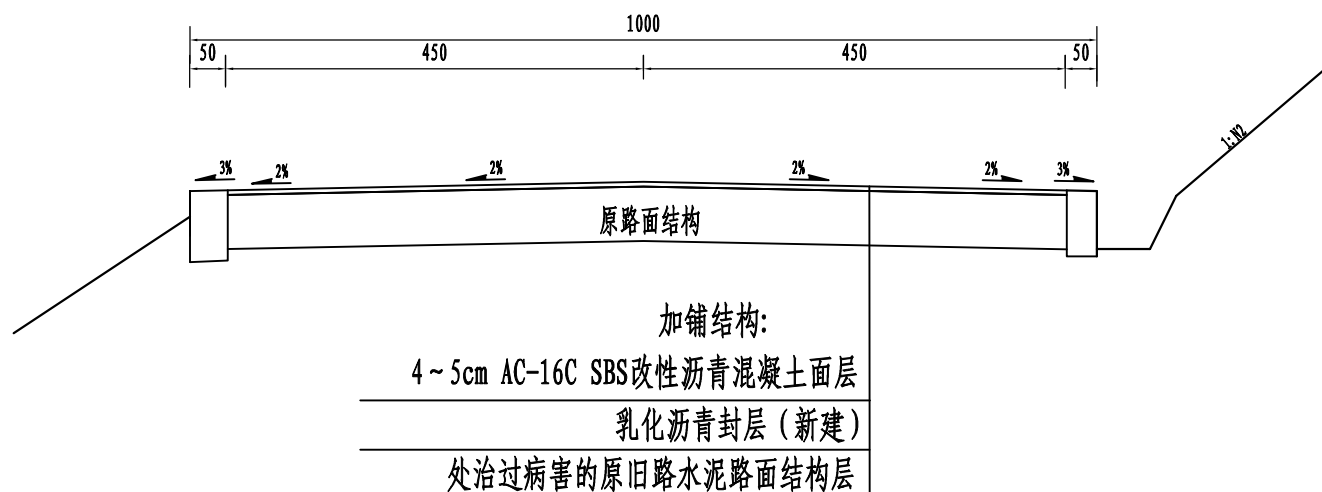 1000
50 450 450 50
3% 2% 2% 2% 2% 3%
1:N2
原路面结构
加铺结构:
4~5cm AC-16C SBS改性沥青混凝土面层
乳化沥青封层(新建)
处治过病害的原旧路水泥路面结构层